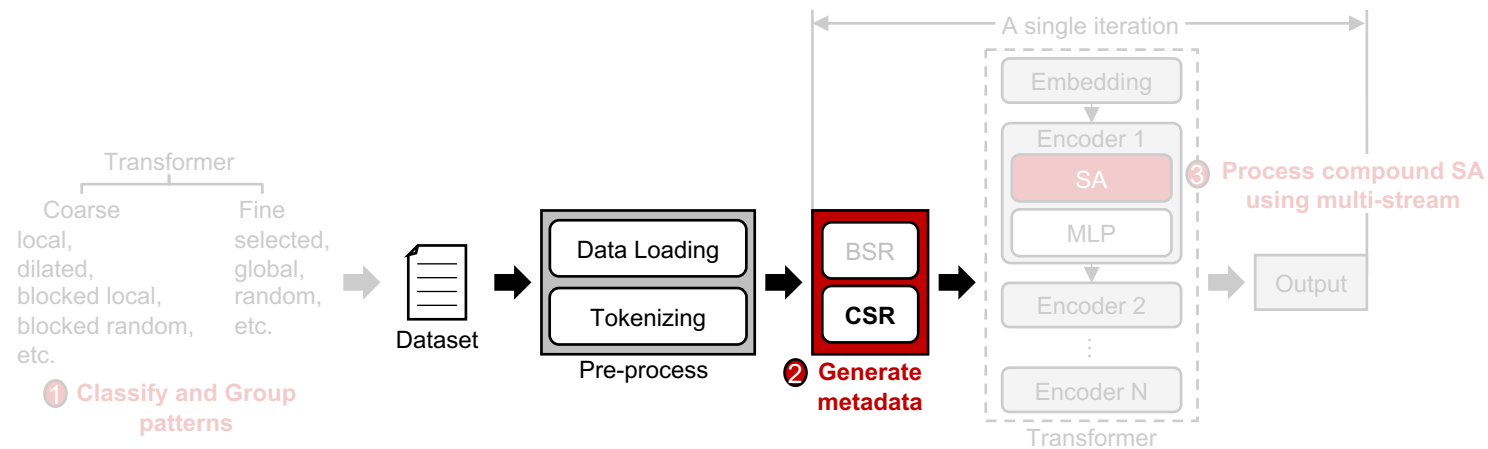 A single iteration
Transformer
Coarse
local,
dilated,
blocked local,
blocked random,
etc.
Fine
selected,
global,
random,
etc.
1 Classify and Group
patterns
Dataset
Data Loading
Tokenizing
Pre-process
BSR
CSR
2 Generate
metadata
Embedding
Encoder 1
SA
MLP
Encoder 2
⋮
Encoder N
Transformer
3 Process compound SA
using multi-stream
Output